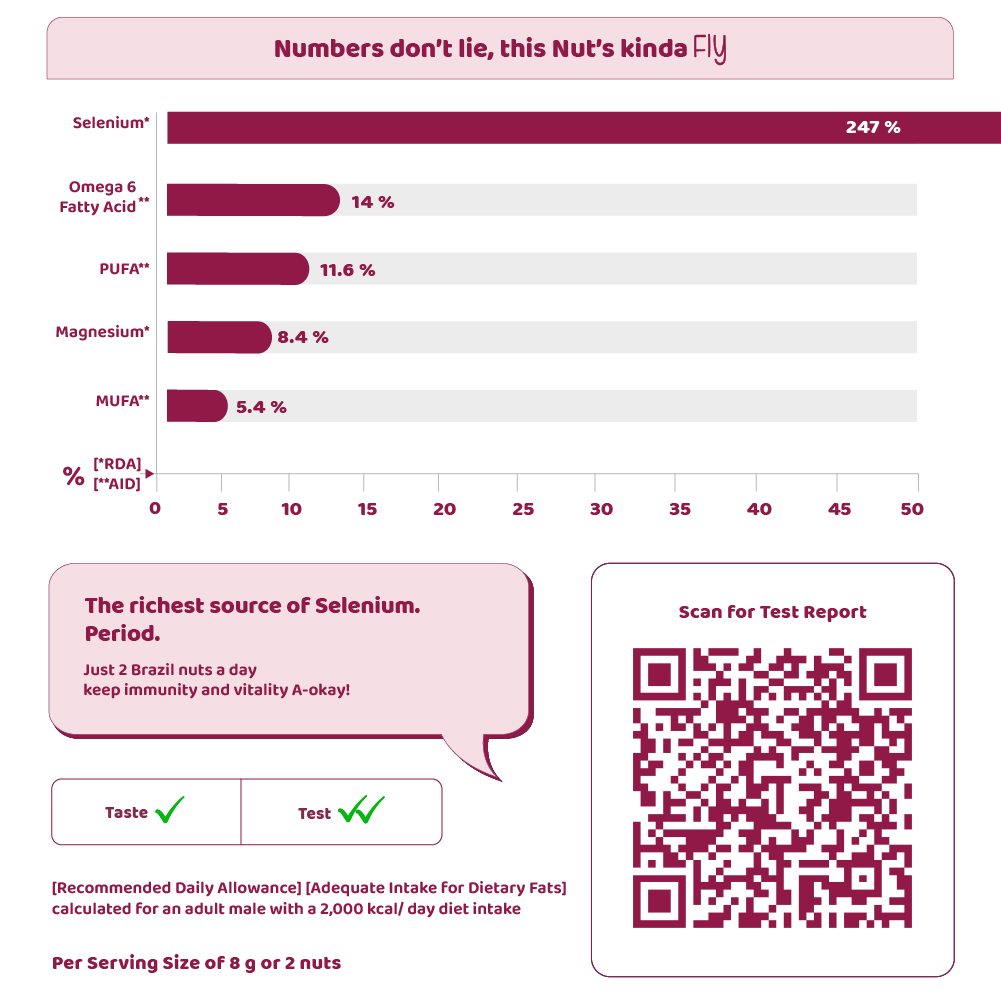 Numbers don't lie, this Nut's kinda Fly
Selenium*
247 %
Omega 6
Fatty Acid **
14 %
PUFA**
11.6 %
Magnesium*
8.4 %
MUFA**
5.4 %
% [*RDA]
[**AID]
0 5 10 15 20 25 30 35 40 45 50
The richest source of Selenium.
Period.
Just 2 Brazil nuts a day
keep immunity and vitality A-okay!
Scan for Test Report
Taste Test
[Recommended Daily Allowance] [Adequate Intake for Dietary Fats]
calculated for an adult male with a 2,000 kcal/ day diet intake
Per Serving Size of 8 g or 2 nuts